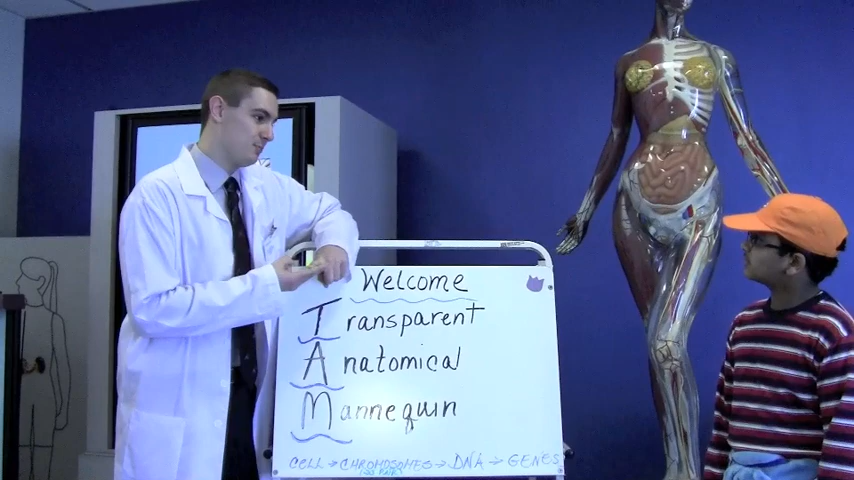 Welcome
Transparent
Anatomical
Mannequin
CELL → CHROMOSOMES → DNA → GENES